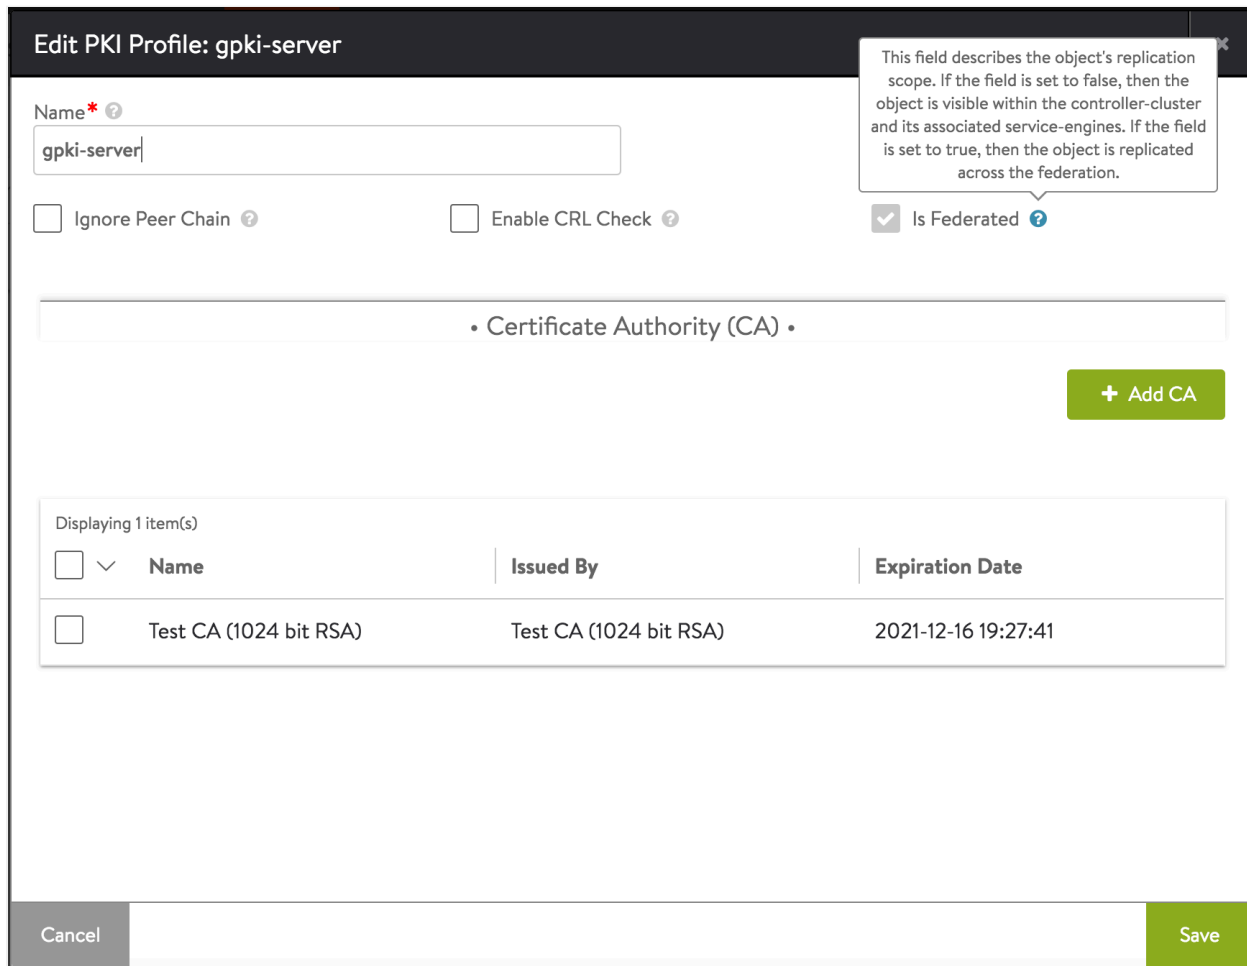 Edit PKI Profile: gpki-server
This field describes the object's replication
scope. If the field is set to false, then the
object is visible within the controller-cluster
and its associated service-engines. If the field
is set to true, then the object is replicated
across the federation.
Name* ?
gpki-server
Ignore Peer Chain ?
Enable CRL Check ?
Is Federated ?
• Certificate Authority (CA) •
+ Add CA
Displaying 1 item(s)
Name Issued By Expiration Date
Test CA (1024 bit RSA) Test CA (1024 bit RSA) 2021-12-16 19:27:41
Cancel
Save